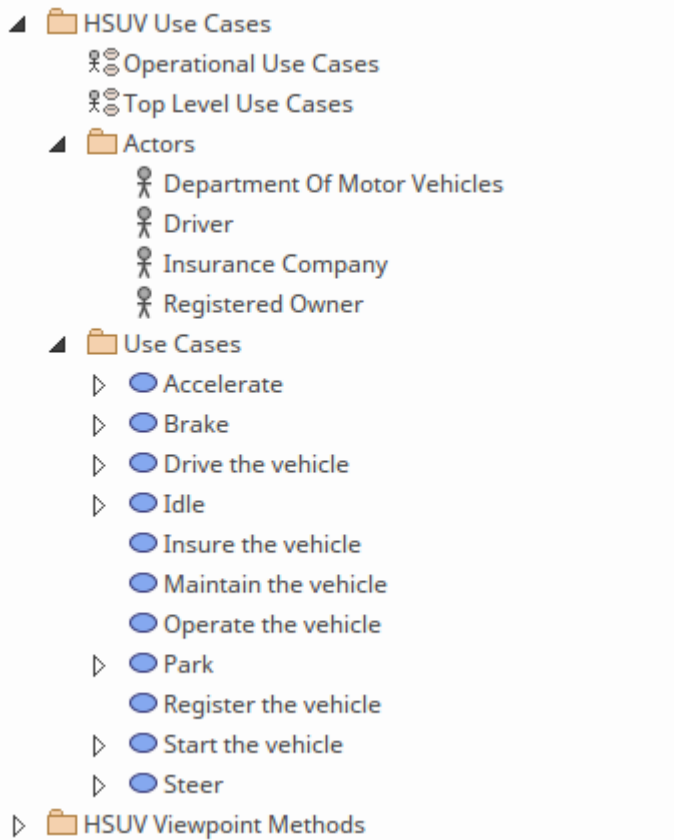 HSUV Use Cases
Operational Use Cases
Top Level Use Cases
Actors
Department Of Motor Vehicles
Driver
Insurance Company
Registered Owner
Use Cases
Accelerate
Brake
Drive the vehicle
Idle
Insure the vehicle
Maintain the vehicle
Operate the vehicle
Park
Register the vehicle
Start the vehicle
Steer
HSUV Viewpoint Methods